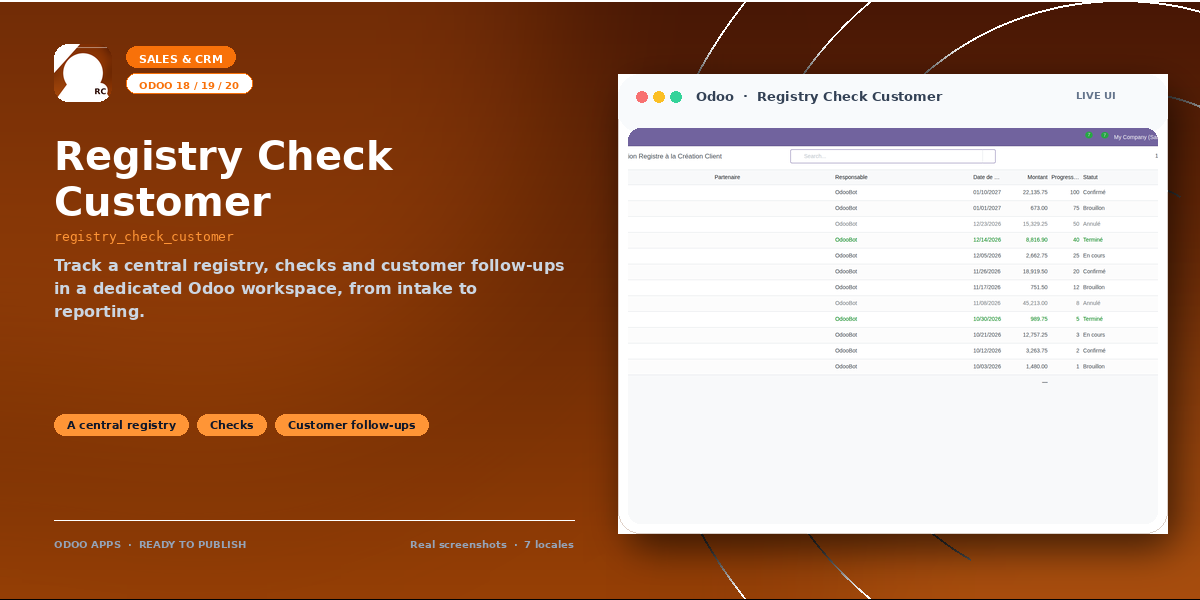 RC
SALES & CRM
ODOO 18 / 19 / 20
Registry Check
Customer
registry_check_customer
Track a central registry, checks and customer follow-ups
in a dedicated Odoo workspace, from intake to
reporting.
A central registry
Checks
Customer follow-ups
ODOO APPS · READY TO PUBLISH
Real screenshots · 7 locales
Odoo · Registry Check Customer
LIVE UI
My Company (Sa
ion Registre à la Création Client
Search...
1
Partenaire Responsable Date de ... Montant Progress... Statut
OdooBot 01/10/2027 22,135.75 100 Confirmé
OdooBot 01/01/2027 673.00 75 Brouillon
OdooBot 12/23/2026 15,329.25 50 Annulé
OdooBot 12/14/2026 8,816.90 40 Terminé
OdooBot 12/05/2026 2,662.75 25 En cours
OdooBot 11/26/2026 18,919.50 20 Confirmé
OdooBot 11/17/2026 751.50 12 Brouillon
OdooBot 11/08/2026 45,213.00 8 Annulé
OdooBot 10/30/2026 989.75 5 Terminé
OdooBot 10/21/2026 12,757.25 3 En cours
OdooBot 10/12/2026 3,263.75 2 Confirmé
OdooBot 10/03/2026 1,480.00 1 Brouillon
—